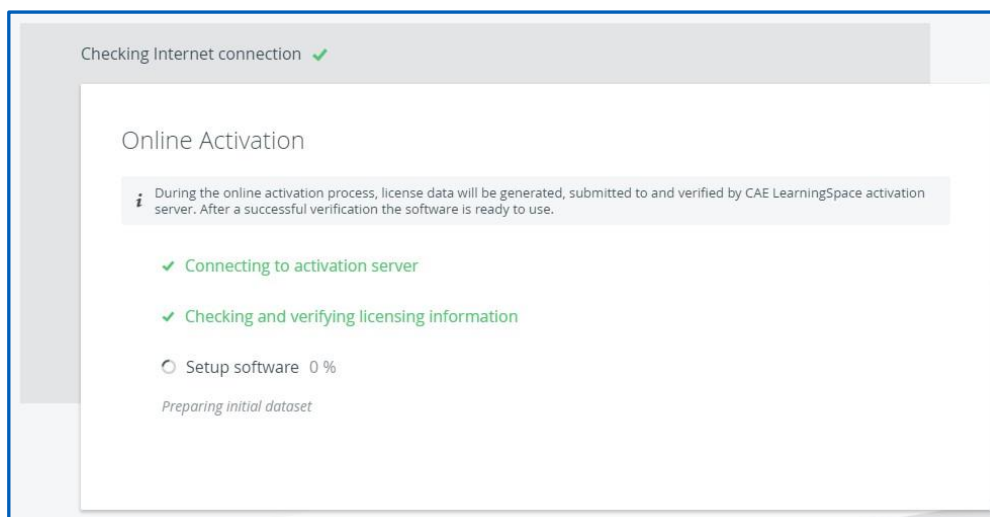 Checking Internet connection
Online Activation
i During the online activation process, license data will be generated, submitted to and verified by CAE LearningSpace activation
server. After a successful verification the software is ready to use.
Connecting to activation server
Checking and verifying licensing information
Setup software 0 %
Preparing initial dataset